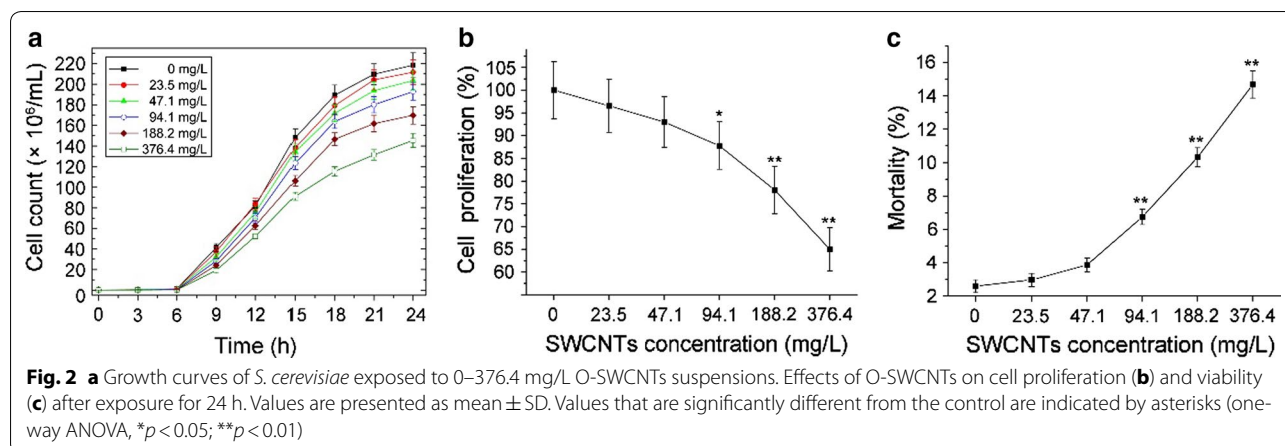 a
220
200
180
160
140
120
100
80
60
40
20
0
0 mg/L
23.5 mg/L
47.1 mg/L
94.1 mg/L
188.2 mg/L
376.4 mg/L
Cell count (× 10⁶/mL)
0 3 6 9 12 15 18 21 24
Time (h)
b
105
100
95
90
85
80
75
70
65
60
*
**
**
Cell proliferation (%)
0 23.5 47.1 94.1 188.2 376.4
SWCNTs concentration (mg/L)
c
16
14
12
10
8
6
4
2
**
**
**
Mortality (%)
0 23.5 47.1 94.1 188.2 376.4
SWCNTs concentration (mg/L)
Fig. 2 a Growth curves of S. cerevisiae exposed to 0–376.4 mg/L O-SWCNTs suspensions. Effects of O-SWCNTs on cell proliferation (b) and viability
(c) after exposure for 24 h. Values are presented as mean ± SD. Values that are significantly different from the control are indicated by asterisks (one-
way ANOVA, *p < 0.05; **p < 0.01)